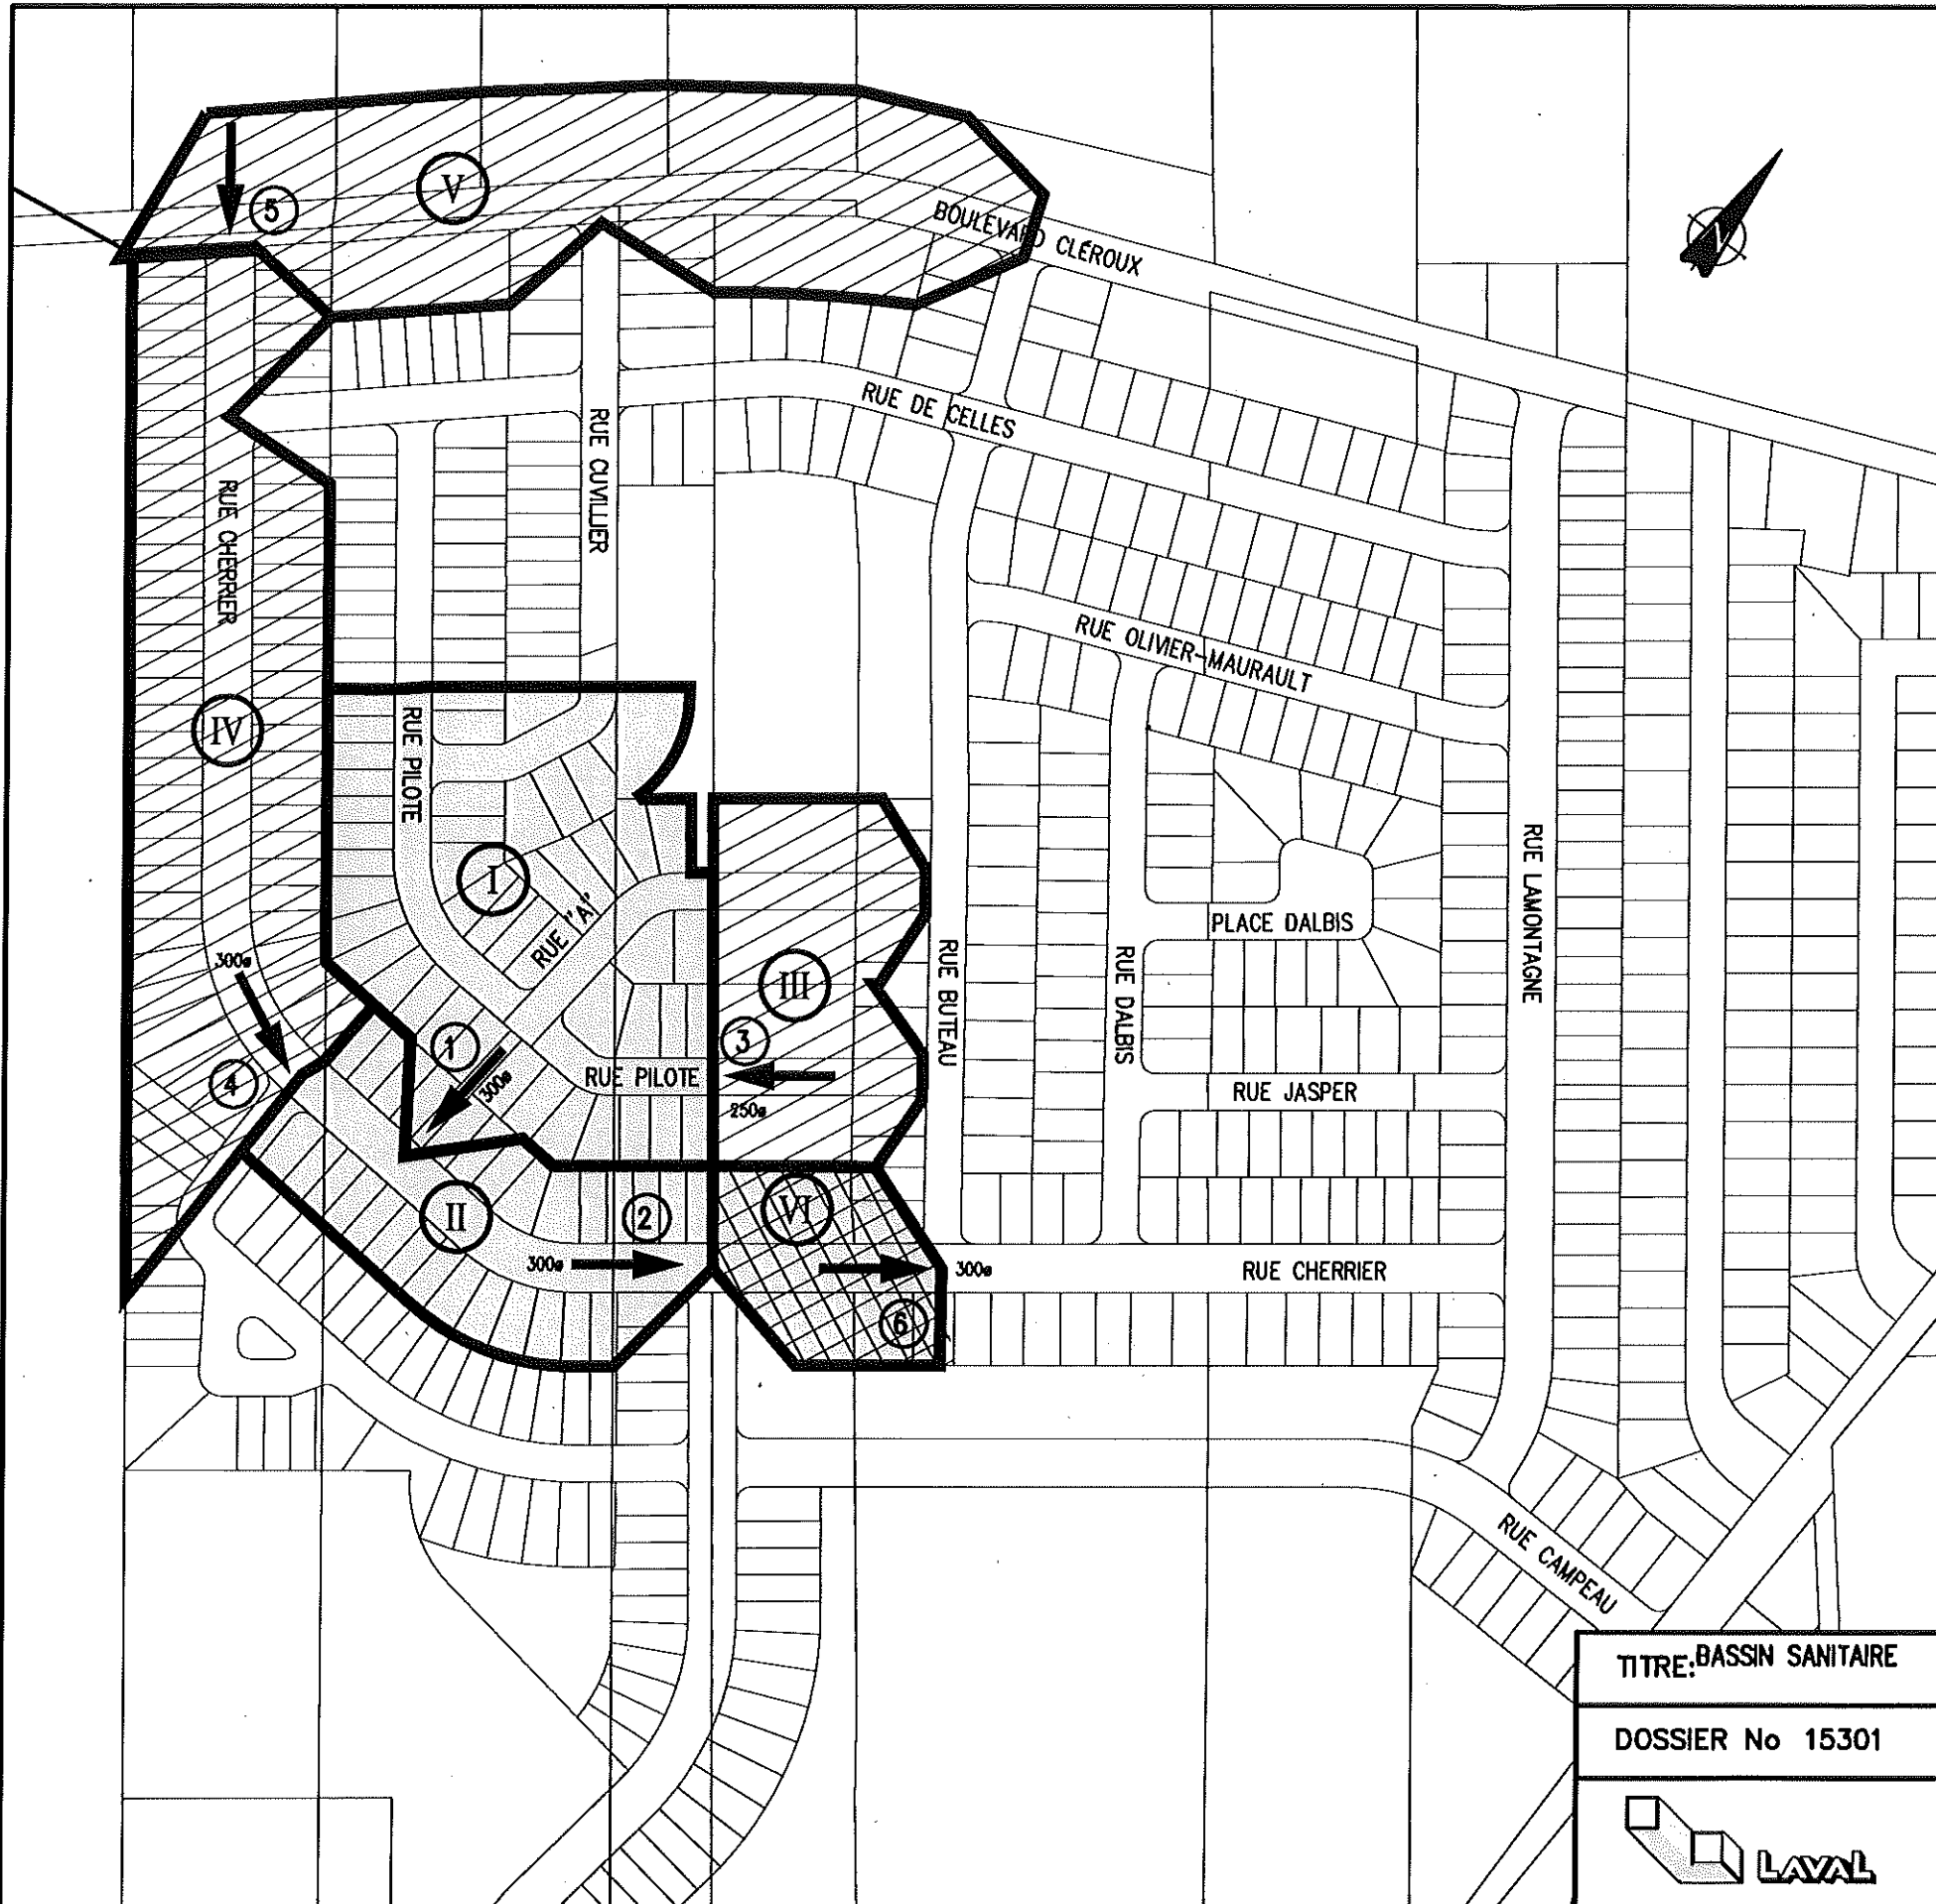 V
5
BOULEVARD CLÉROUX
RUE DE CELLES
RUE CUVILLIER
RUE CHERRIER
RUE OLIVIER-MAURAULT
IV
RUE PILOTE
I
RUE "A"
RUE LAMONTAGNE
PLACE DALBIS
300ø
III
RUE BUTEAU
RUE DALBIS
1
3
4
300ø
RUE PILOTE
250ø
RUE JASPER
II
2
VI
300ø
300ø
RUE CHERRIER
6
RUE CAMPEAU
TITRE: BASSIN SANITAIRE
DOSSIER No 15301
LAVAL